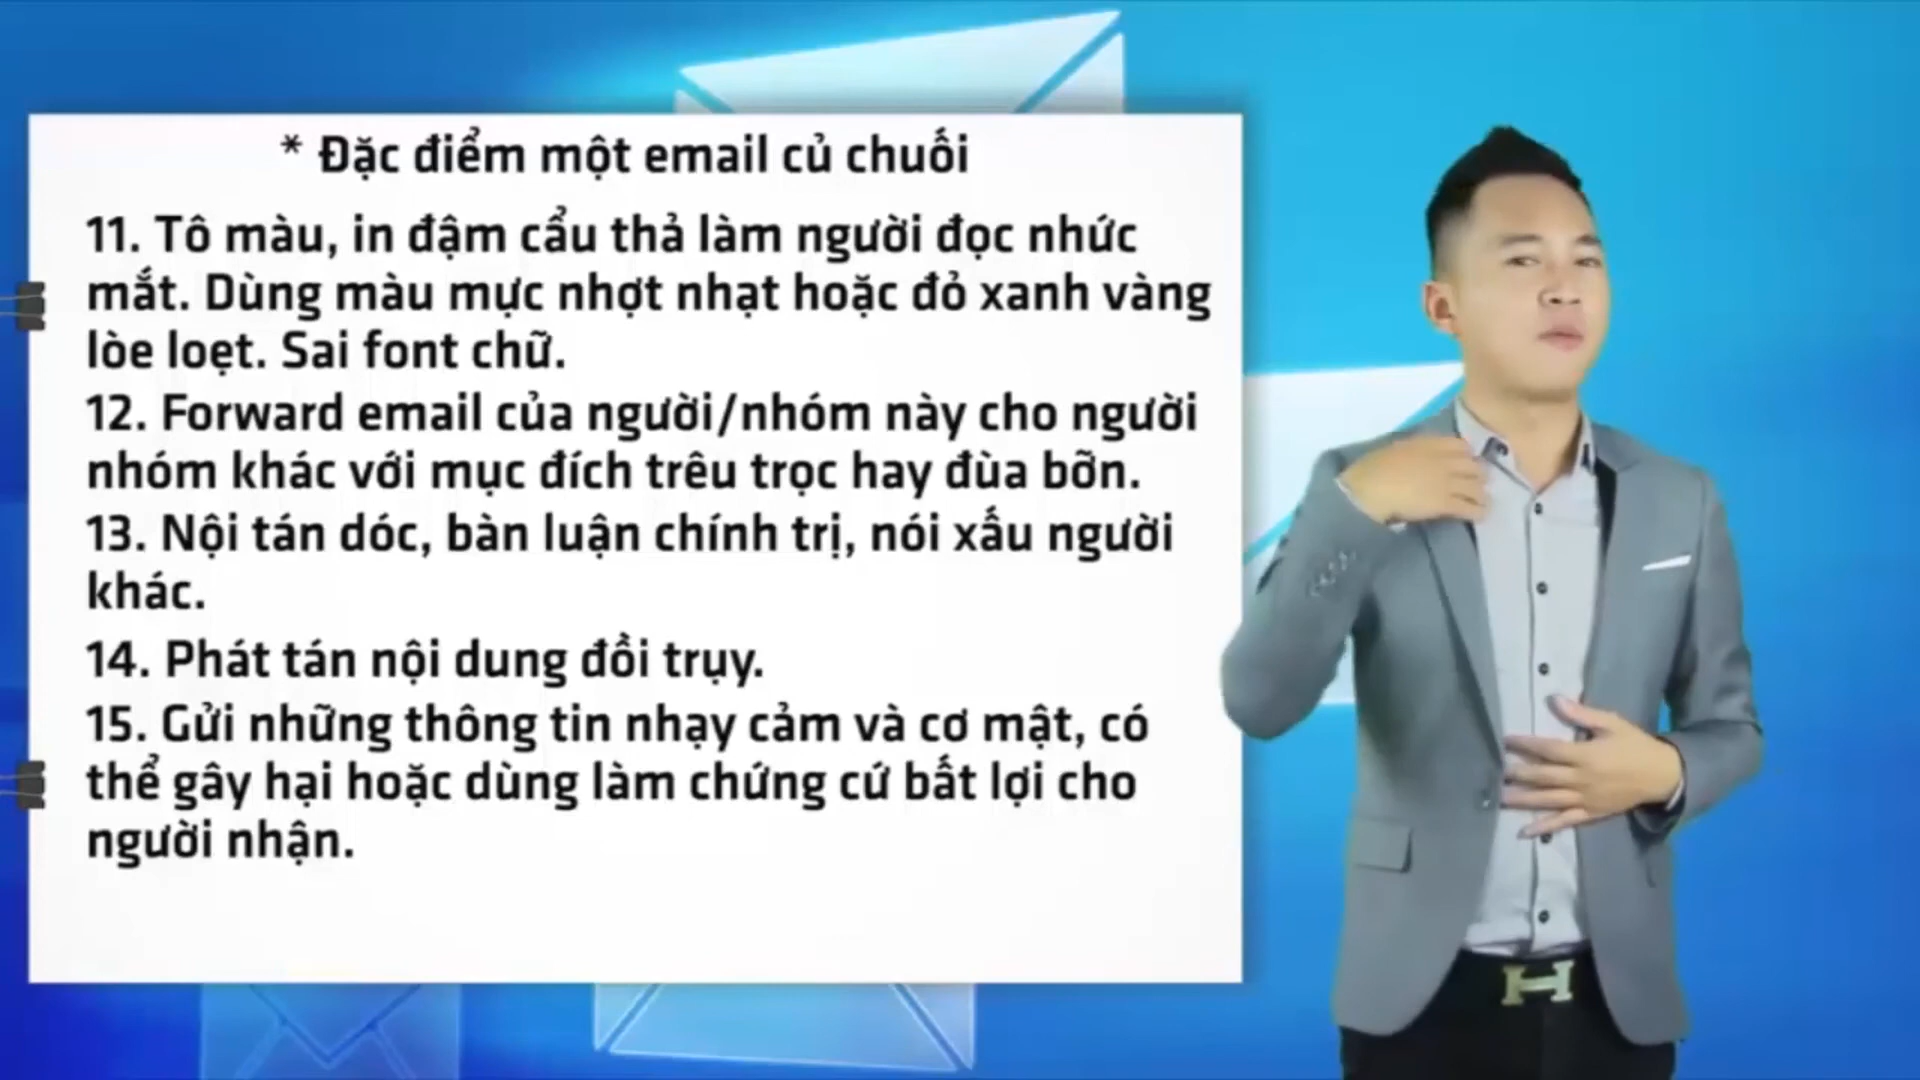 * Đặc điểm một email củ chuối
11. Tô màu, in đậm cẩu thả làm người đọc nhức
mắt. Dùng màu mực nhợt nhạt hoặc đỏ xanh vàng
lòe loẹt. Sai font chữ.
12. Forward email của người/nhóm này cho người
nhóm khác với mục đích trêu trọc hay đùa bỡn.
13. Nội tán dóc, bàn luận chính trị, nói xấu người
khác.
14. Phát tán nội dung đồi trụy.
15. Gửi những thông tin nhạy cảm và cơ mật, có
thể gây hại hoặc dùng làm chứng cứ bất lợi cho
người nhận.